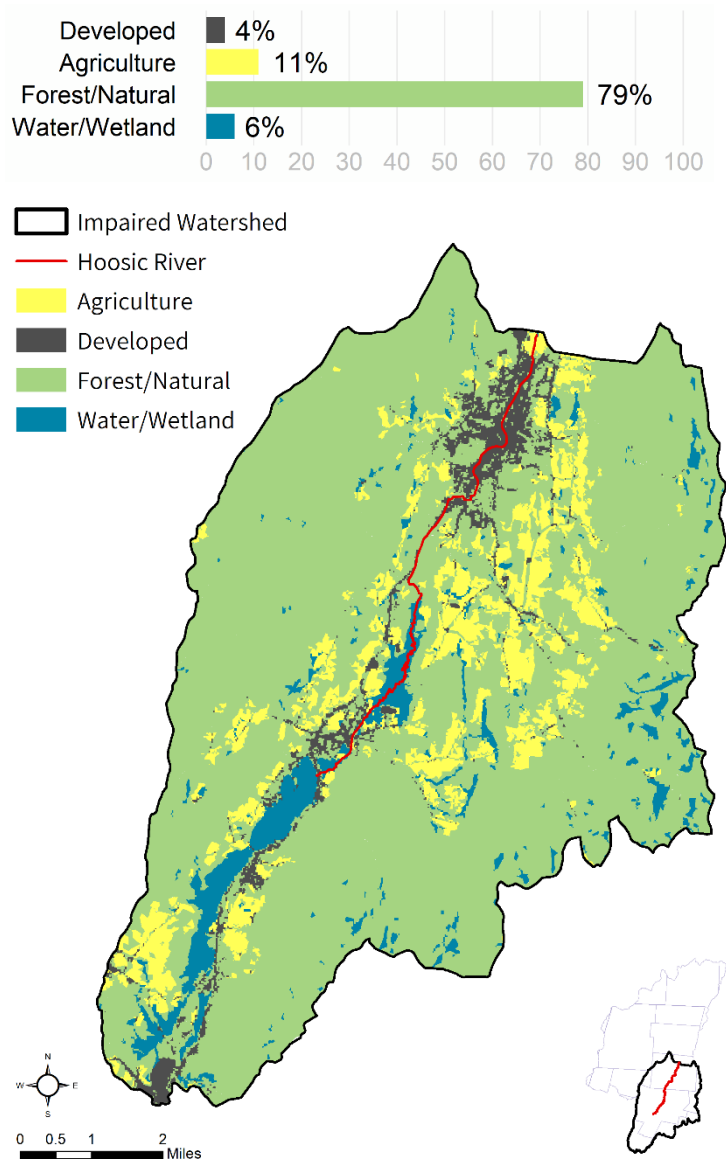 Developed 4%
Agriculture 11%
Forest/Natural 79%
Water/Wetland 6%
0 10 20 30 40 50 60 70 80 90 100
Impaired Watershed
Hoosic River
Agriculture
Developed
Forest/Natural
Water/Wetland
N
W E
S
0 0.5 1 2
Miles